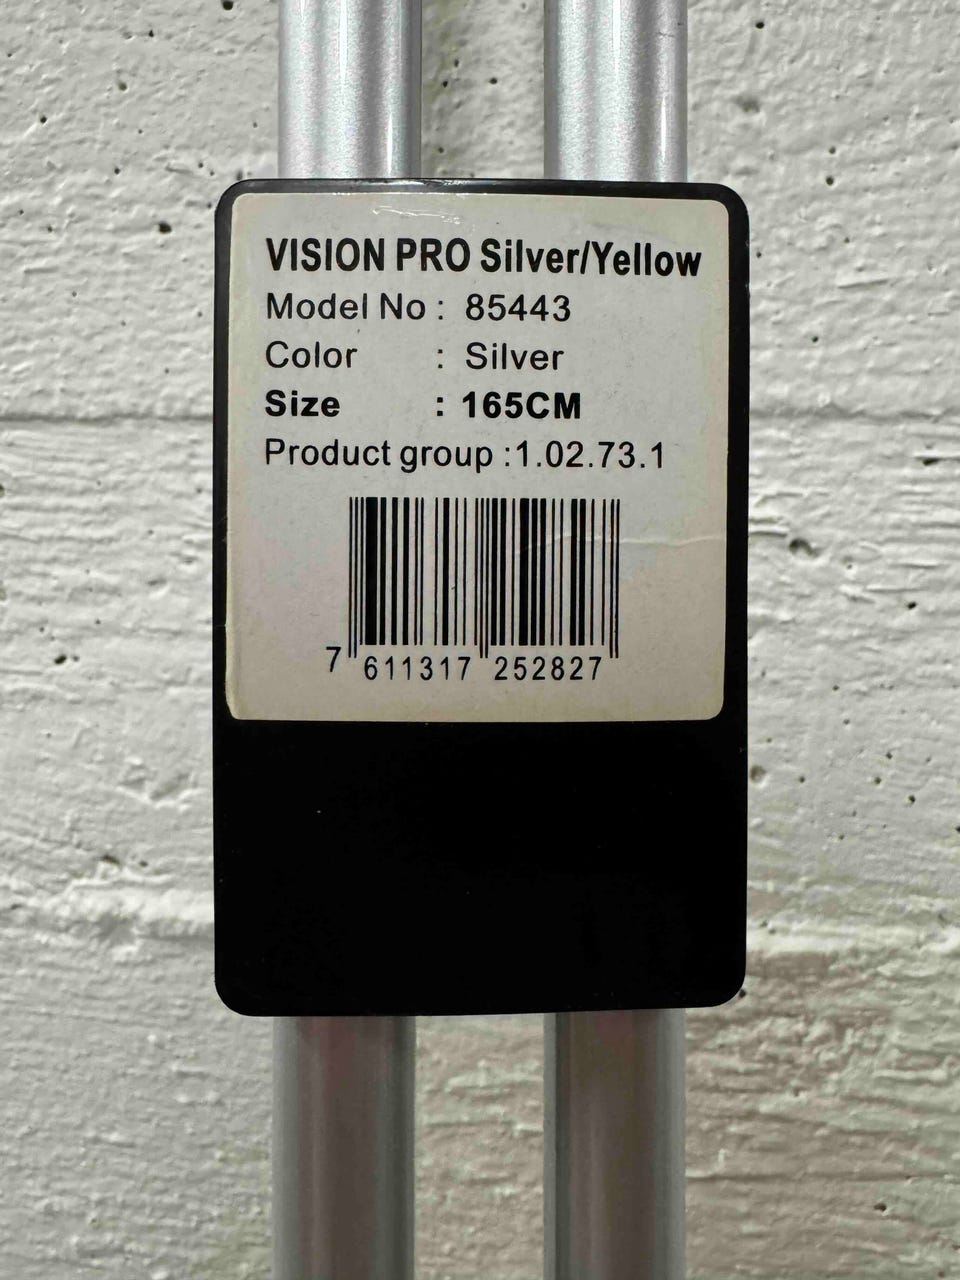 VISION PRO Silver/Yellow
Model No : 85443
Color : Silver
Size : 165CM
Product group :1.02.73.1
7 611317 252827